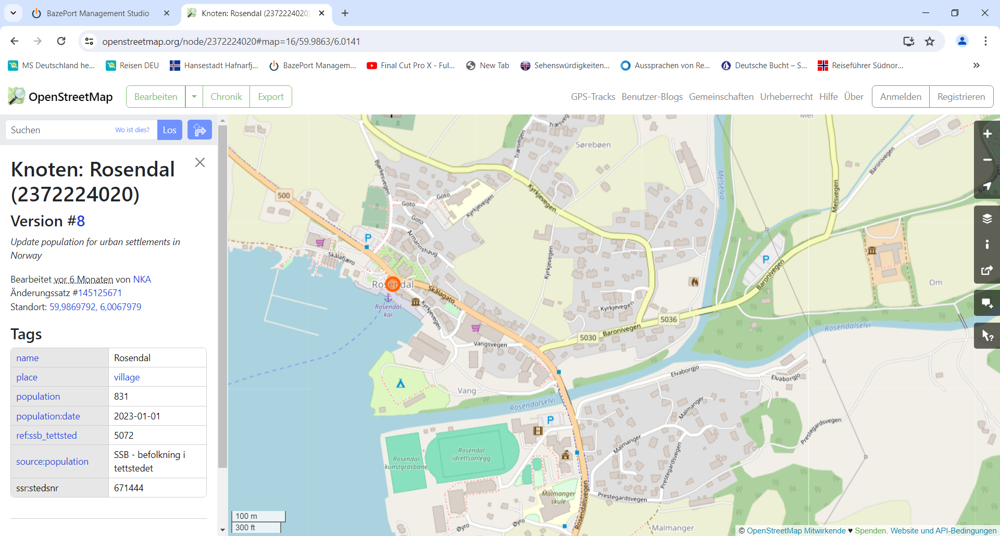 BazePort Management Studio
Knoten: Rosendal (2372224020)
openstreetmap.org/node/2372224020#map=16/59.9863/6.0141
MS Deutschland he...
Reisen DEU
Hansestadt Hafnarfj...
BazePort Managem...
Final Cut Pro X - Ful...
New Tab
Sehenswürdigkeiten...
Aussprachen von Re...
Deutsche Bucht – S...
Reiseführer Südnor...
OpenStreetMap
Bearbeiten
Chronik
Export
GPS-Tracks
Benutzer-Blogs
Gemeinschaften
Urheberrecht
Hilfe
Über
Anmelden
Registrieren
Suchen
Wo ist dies?
Los
Knoten: Rosendal
(2372224020)
Version #8
Update population for urban settlements in
Norway
Bearbeitet vor 6 Monaten von NKA
Änderungssatz #145125671
Standort: 59,9869792, 6,0067979
Tags
name Rosendal
place village
population 831
population:date 2023-01-01
ref:ssb_tettsted 5072
source:population SSB - befolkning i
tettstedet
ssr:stedsnr 671444
Træsvegen
Mel
Sørebøen
Træsvegen
Baronivegen
Bjørkesvegen
Melselva
Melsvegen
500
Goto
Kyrkjevegen
Goto
Kyrkjevegen
Goto
Årmannshaug
P
Skålafjæro
Kyrkjevegen
P
Baronivegen
Rosendal
Skålagato
Om
Rosendal
kai
Kyrkjevegen
Kyrkjevegen
5036
Baronivegen
5030
Rosendalselvi
Vangsvegen
Elvaborgjo
Elvaborgjo
Vang
Rosendalselvi
Malmanger
P
Prestegardsvegen
Malmanger
Rosendal
idrettsanlegg
Rosendal
kunstgrasbane
Prestegardsvegen
Malmanger
skule
Prestegardsvegen
Rosendalsvegen
Øyro
Øyro
Malmanger
100 m
300 ft
© OpenStreetMap Mitwirkende ♥ Spenden. Website und API-Bedingungen